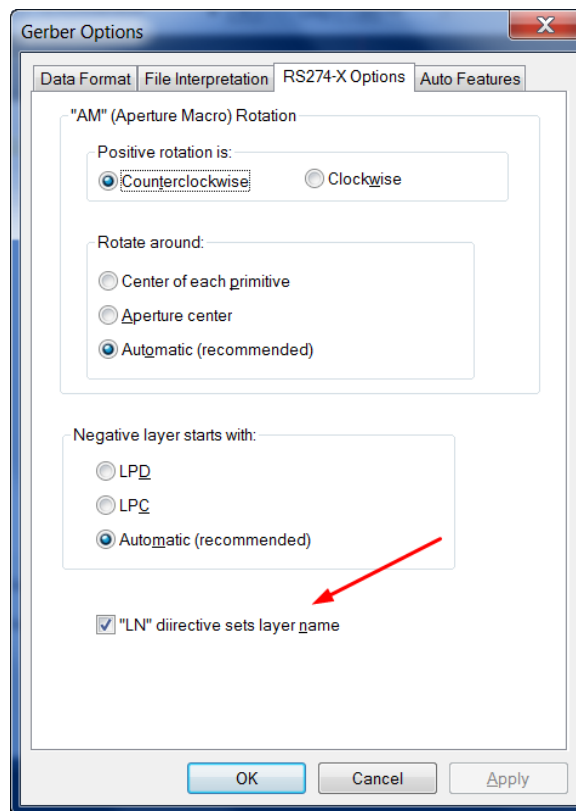 Gerber Options
Data Format File Interpretation RS274-X Options Auto Features
"AM" (Aperture Macro) Rotation
Positive rotation is:
Counterclockwise Clockwise
Rotate around:
Center of each primitive
Aperture center
Automatic (recommended)
Negative layer starts with:
LPD
LPC
Automatic (recommended)
"LN" diirective sets layer name
OK Cancel Apply